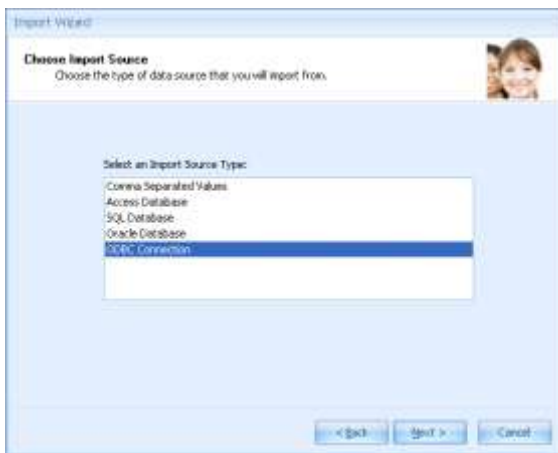 Import Wizard
Choose Import Source
Choose the type of data source that you will import from.
Select an Import Source Type:
Comma Separated Values
Access Database
SQL Database
Oracle Database
ODBC Connection
< Back
Next >
Cancel